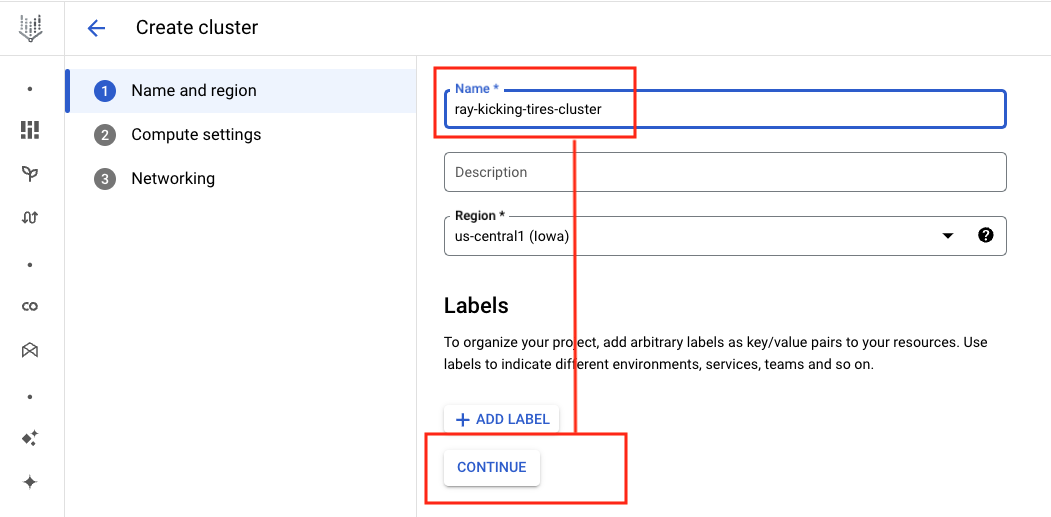 Create cluster
1 Name and region
2 Compute settings
3 Networking
Name *
ray-kicking-tires-cluster
Description
Region *
us-central1 (Iowa)
Labels
To organize your project, add arbitrary labels as key/value pairs to your resources. Use
labels to indicate different environments, services, teams and so on.
+ ADD LABEL
CONTINUE